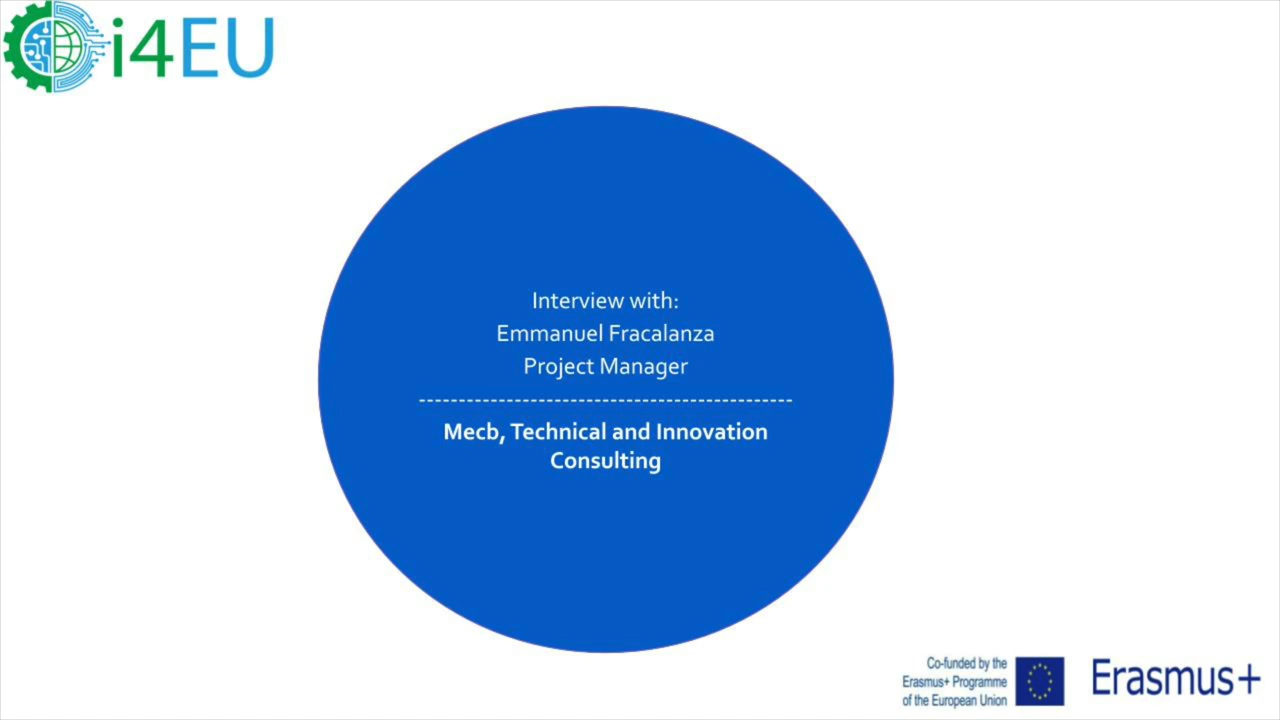 i4EU
Interview with:
Emmanuel Fracalanza
Project Manager
-----------------------------------------------
Mecb, Technical and Innovation
Consulting
Co-funded by the
Erasmus+ Programme
of the European Union
Erasmus+